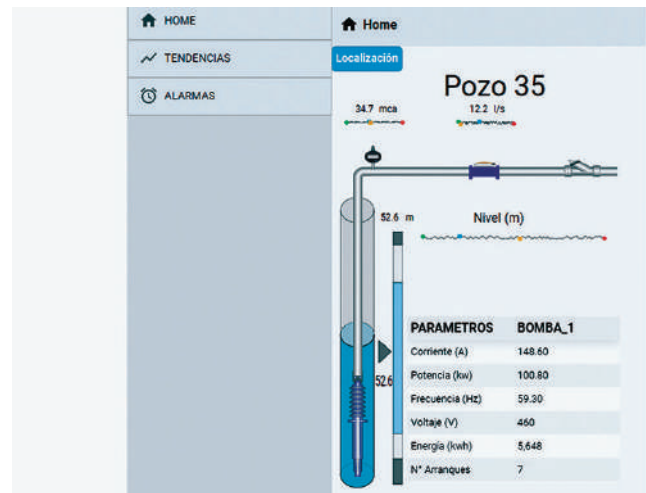 HOME
TENDENCIAS
ALARMAS
Home
Localización
Pozo 35
34.7 mca
12.2 l/s
52.6 m
Nivel (m)
52.6
PARAMETROS BOMBA_1
Corriente (A) 148.60
Potencia (kw) 100.80
Frecuencia (Hz) 59.30
Voltaje (V) 460
Energía (kwh) 5,648
N° Arranques 7